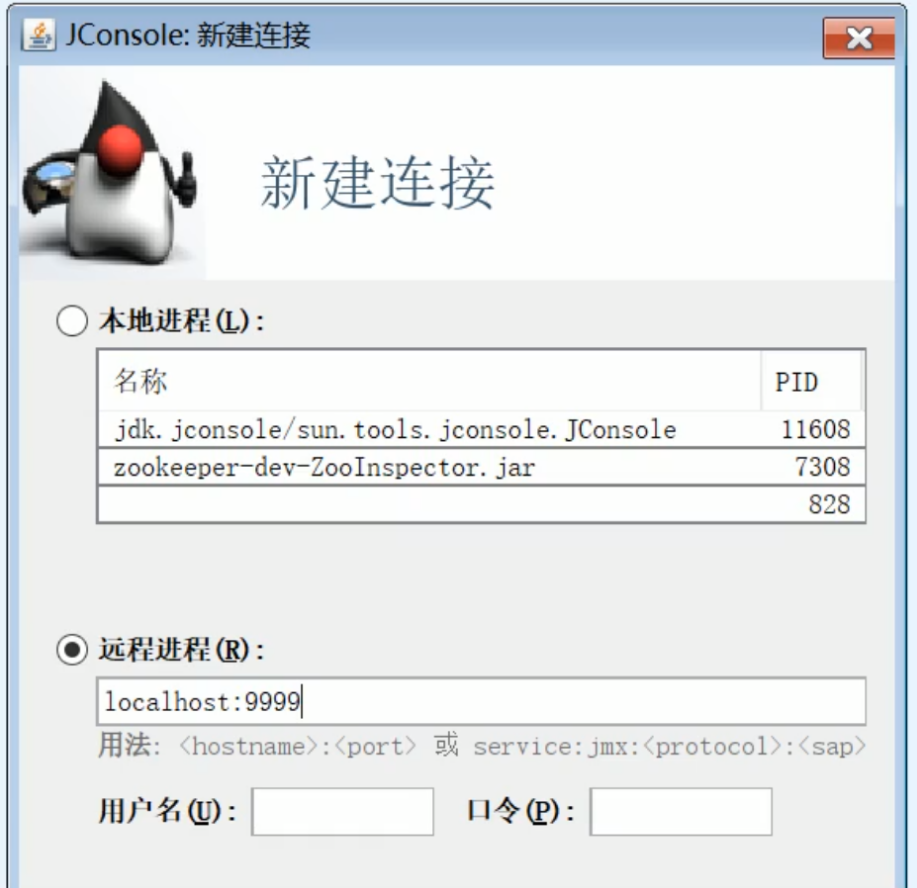 JConsole: 新建连接
新建连接
本地进程(L):
名称 PID
jdk.jconsole/sun.tools.jconsole.JConsole 11608
zookeeper-dev-ZooInspector.jar 7308
828
远程进程(R):
localhost:9999
用法: <hostname>:<port> 或 service:jmx:<protocol>:<sap>
用户名(U): 口令(P):